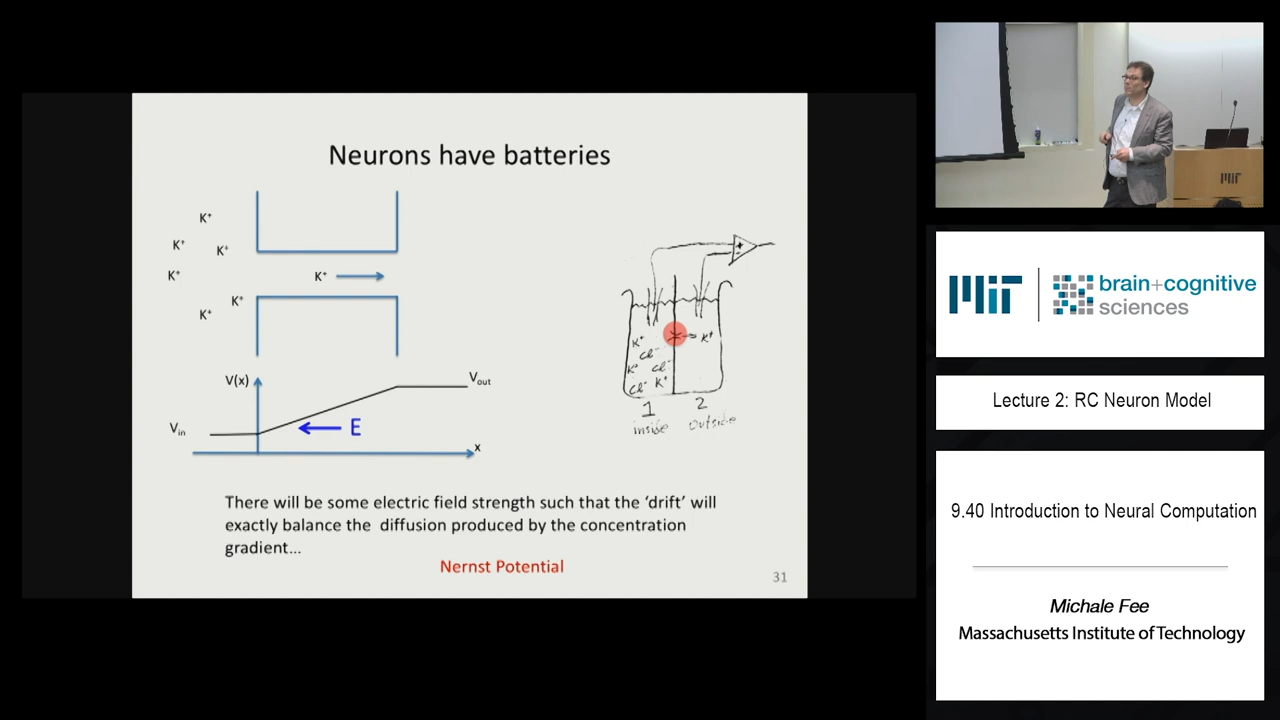 Neurons have batteries
K⁺
K⁺
K⁺
K⁺
K⁺ →
K⁺
K⁺
V(x)
V_out
E
V_in
x
K⁺
K⁺
Cl⁻
K⁺ Cl⁻
Cl⁻ K⁺
1 2
inside outside
There will be some electric field strength such that the ‘drift’ will
exactly balance the diffusion produced by the concentration
gradient...
Nernst Potential
31
MIT
MIT
brain+cognitive
sciences
Lecture 2: RC Neuron Model
9.40 Introduction to Neural Computation
Michale Fee
Massachusetts Institute of Technology